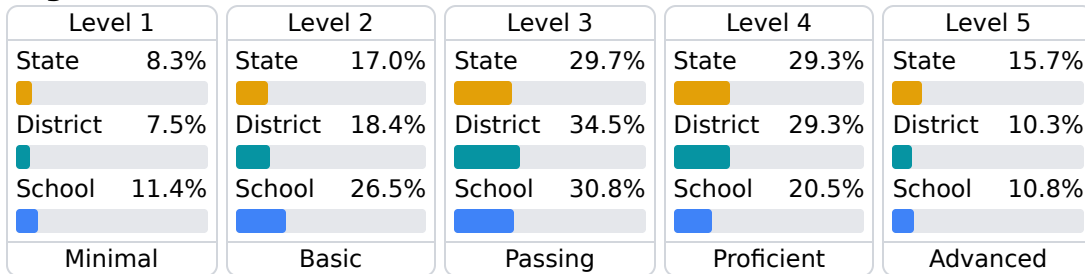 Level 1
State 8.3%
District 7.5%
School 11.4%
Minimal
Level 2
State 17.0%
District 18.4%
School 26.5%
Basic
Level 3
State 29.7%
District 34.5%
School 30.8%
Passing
Level 4
State 29.3%
District 29.3%
School 20.5%
Proficient
Level 5
State 15.7%
District 10.3%
School 10.8%
Advanced